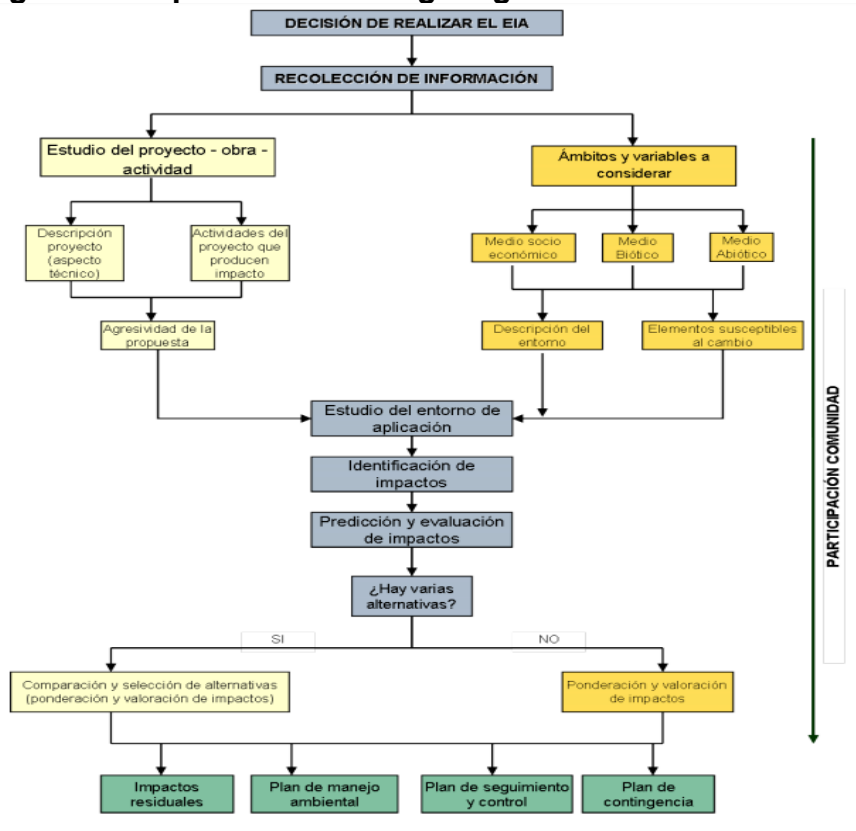 DECISIÓN DE REALIZAR EL EIA
RECOLECCIÓN DE INFORMACIÓN
Estudio del proyecto - obra -
actividad
Ámbitos y variables a
considerar
Descripción
proyecto
(aspecto
técnico)
Actividades del
proyecto que
producen
impacto
Medio socio
económico
Medio
Biótico
Medio
Abiótico
Agresividad de la
propuesta
Descripción del
entorno
Elementos susceptibles
al cambio
Estudio del entorno de
aplicación
Identificación de
impactos
Predicción y evaluación
de impactos
¿Hay varias
alternativas?
SI
NO
Comparación y selección de alternativas
(ponderación y valoración de impactos)
Ponderación y valoración
de impactos
Impactos
residuales
Plan de manejo
ambiental
Plan de seguimiento
y control
Plan de
contingencia
PARTICIPACIÓN COMUNIDAD